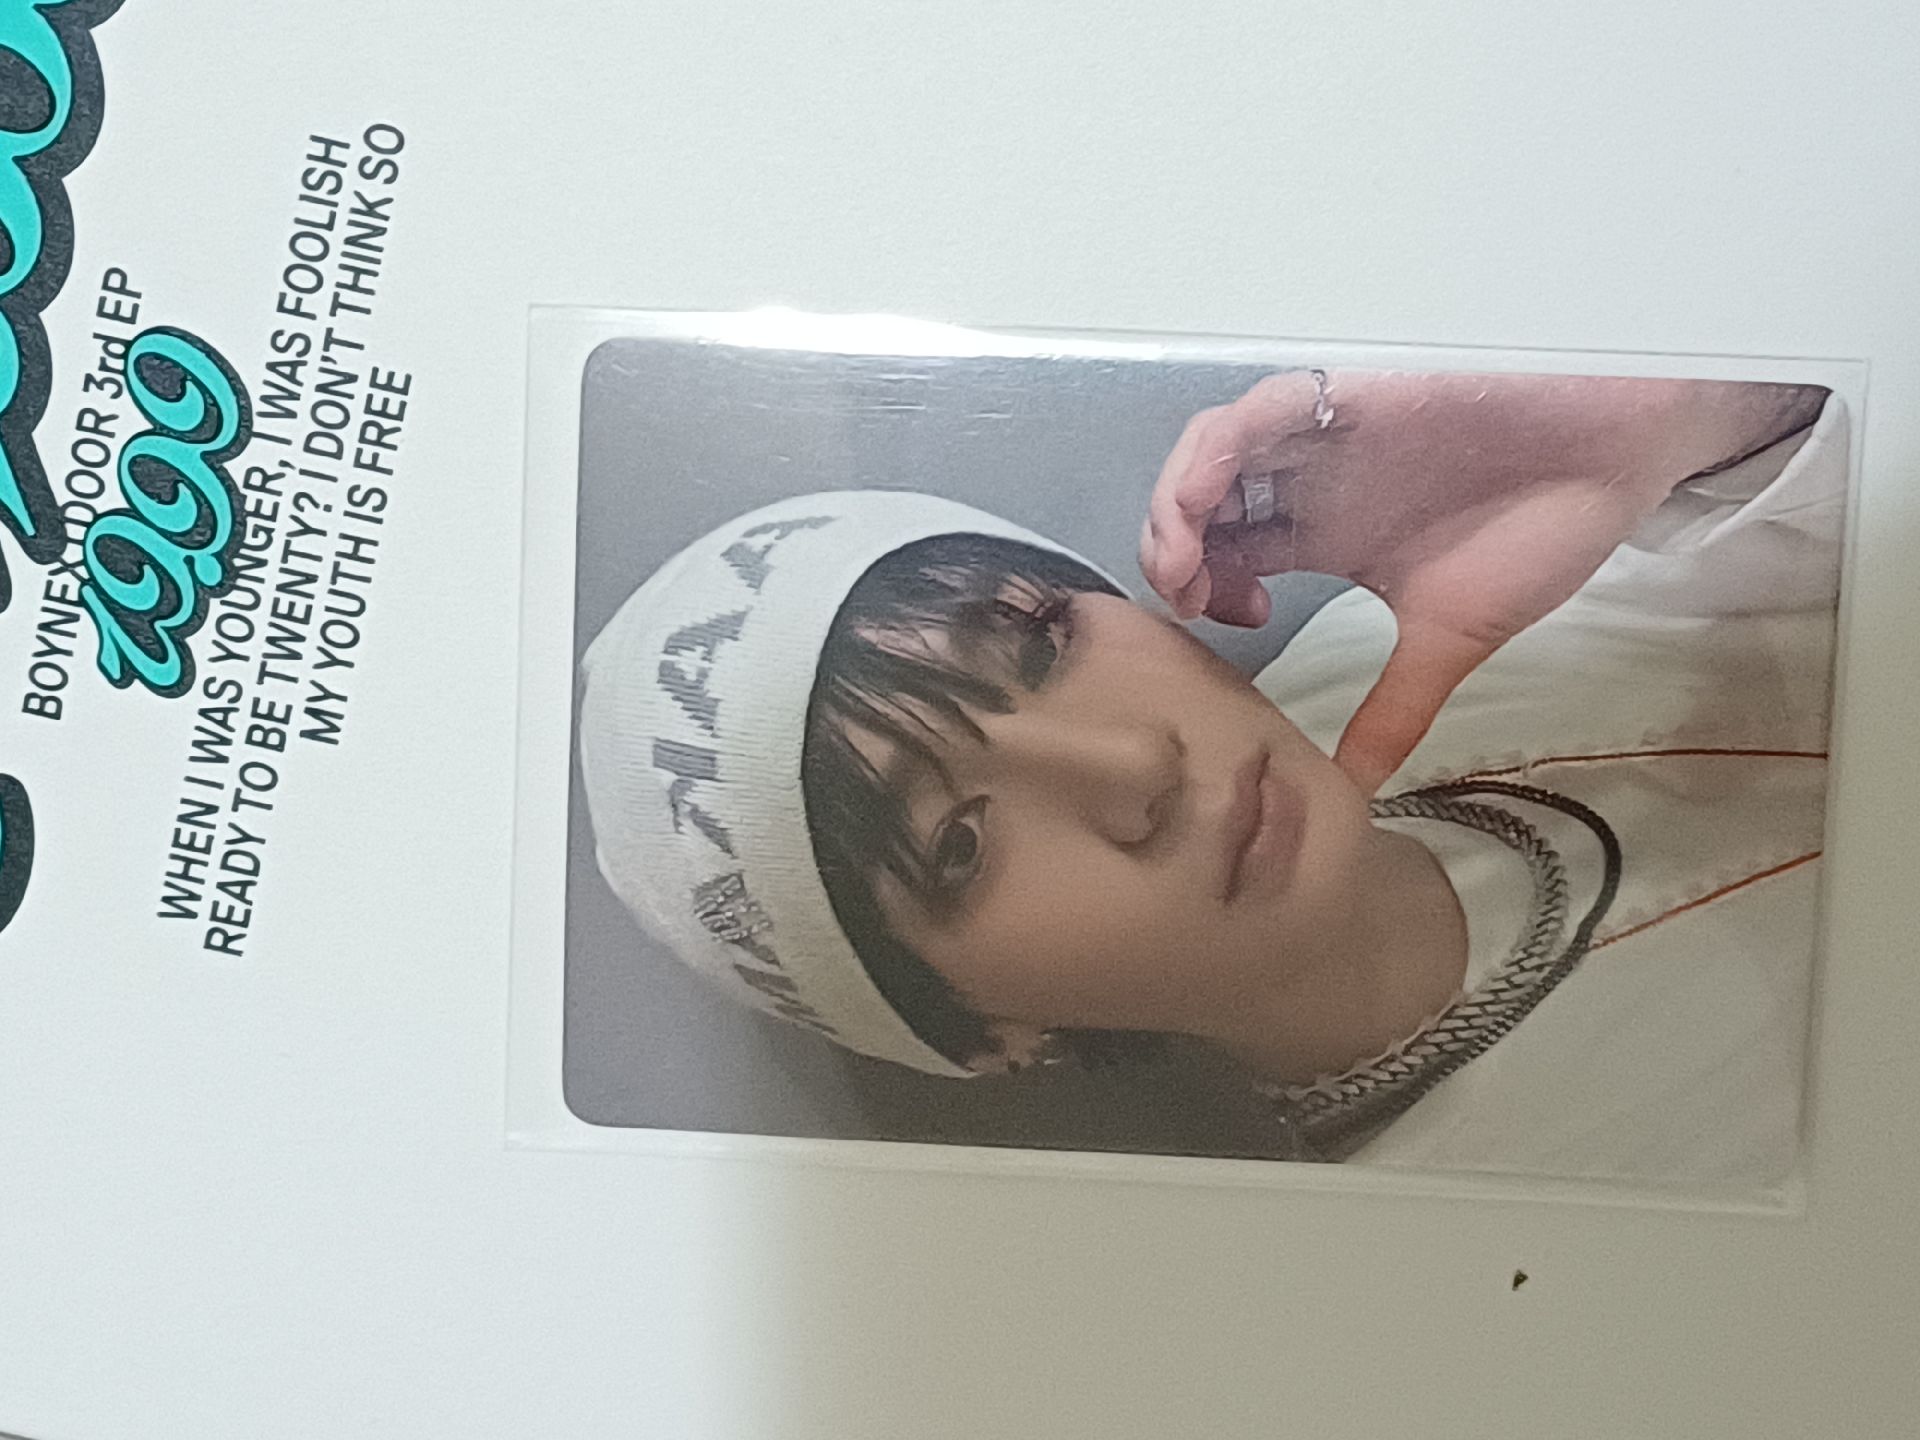 BOYNEXTDOOR 3rd EP
19.99
WHEN I WAS YOUNGER, I WAS FOOLISH
READY TO BE TWENTY? I DON'T THINK SO
MY YOUTH IS FREE